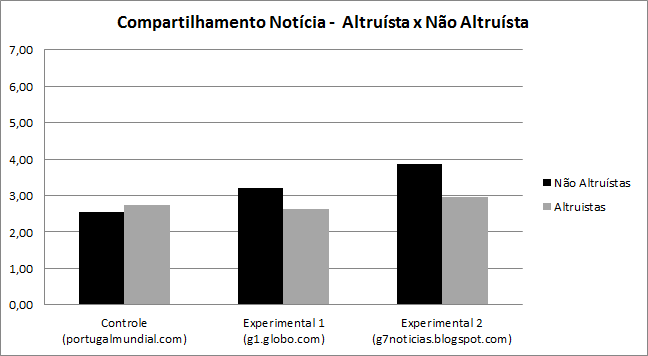 Compartilhamento Notícia - Altruísta x Não Altruísta
7,00
6,00
5,00
4,00
3,00
2,00
1,00
0,00
Não Altruístas
Altruistas
Controle
(portugalmundial.com)
Experimental 1
(g1.globo.com)
Experimental 2
(g7noticias.blogspot.com)